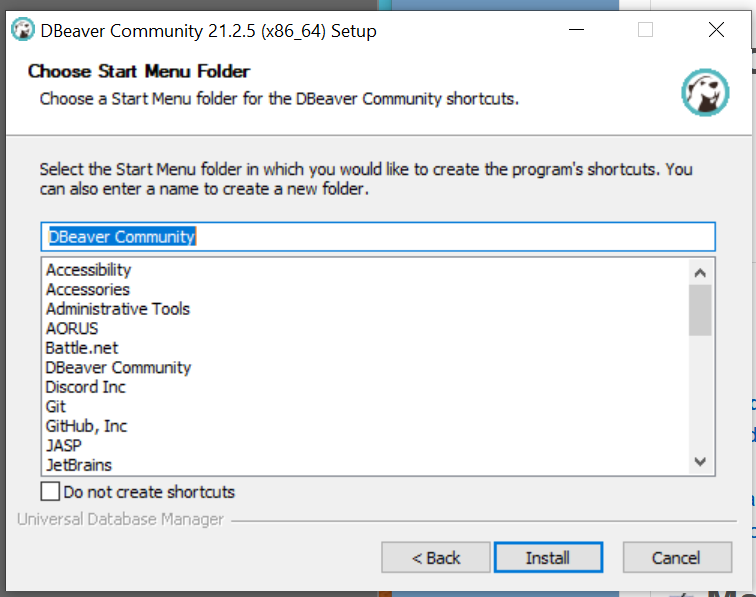 DBeaver Community 21.2.5 (x86_64) Setup
Choose Start Menu Folder
Choose a Start Menu folder for the DBeaver Community shortcuts.
Select the Start Menu folder in which you would like to create the program's shortcuts. You
can also enter a name to create a new folder.
DBeaver Community
Accessibility
Accessories
Administrative Tools
AORUS
Battle.net
DBeaver Community
Discord Inc
Git
GitHub, Inc
JASP
JetBrains
Do not create shortcuts
Universal Database Manager
< Back
Install
Cancel